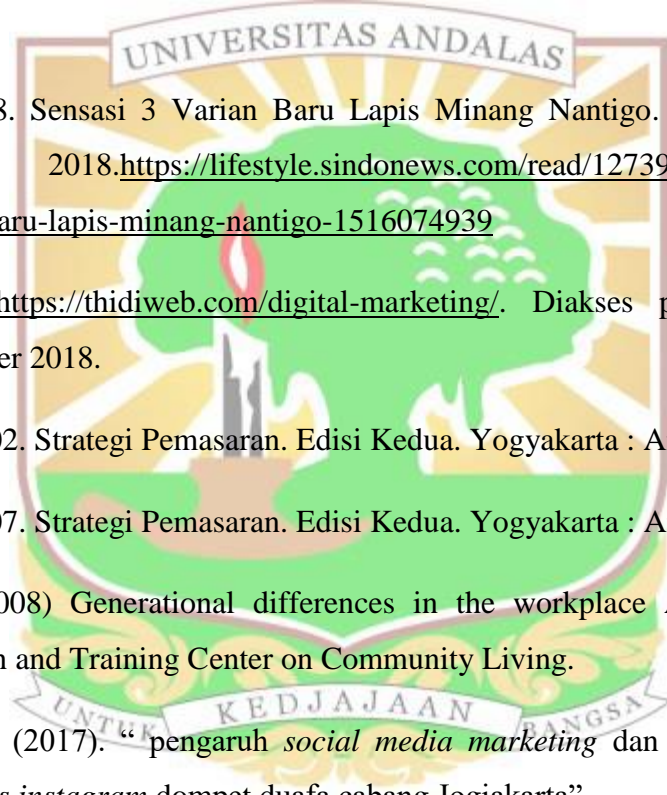 UNIVERSITAS ANDALAS
8. Sensasi 3 Varian Baru Lapis Minang Nantigo.
2018.https://lifestyle.sindonews.com/read/12739
aru-lapis-minang-nantigo-1516074939
https://thidiweb.com/digital-marketing/. Diakses p
er 2018.
02. Strategi Pemasaran. Edisi Kedua. Yogyakarta : A
07. Strategi Pemasaran. Edisi Kedua. Yogyakarta : A
008) Generational differences in the workplace
n and Training Center on Community Living.
UNTUK KEDJAJAAN BANGSA
(2017). “ pengaruh social media marketing dan
instagram dompet duafa cabang Jogjakarta”